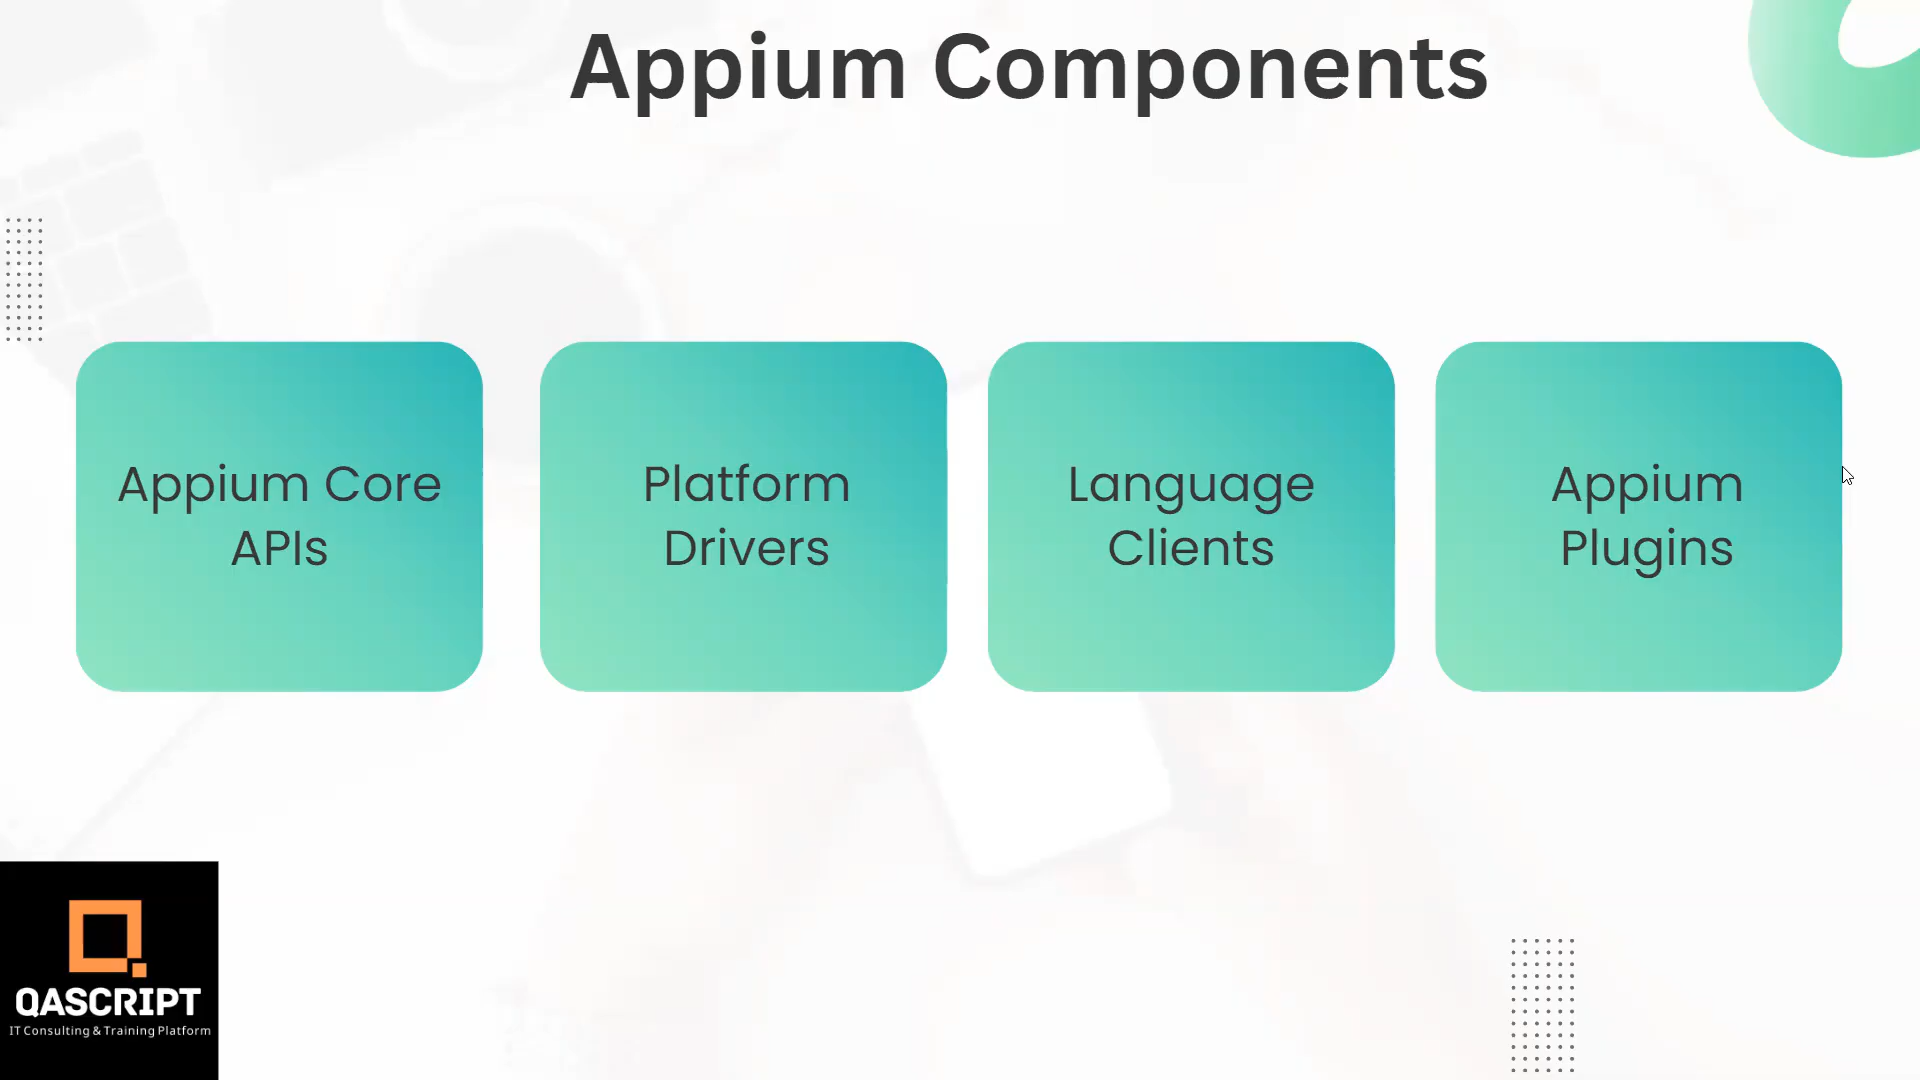 Appium Components
Appium Core
APIs
Platform
Drivers
Language
Clients
Appium
Plugins
QASCRIPT
IT Consulting & Training Platform